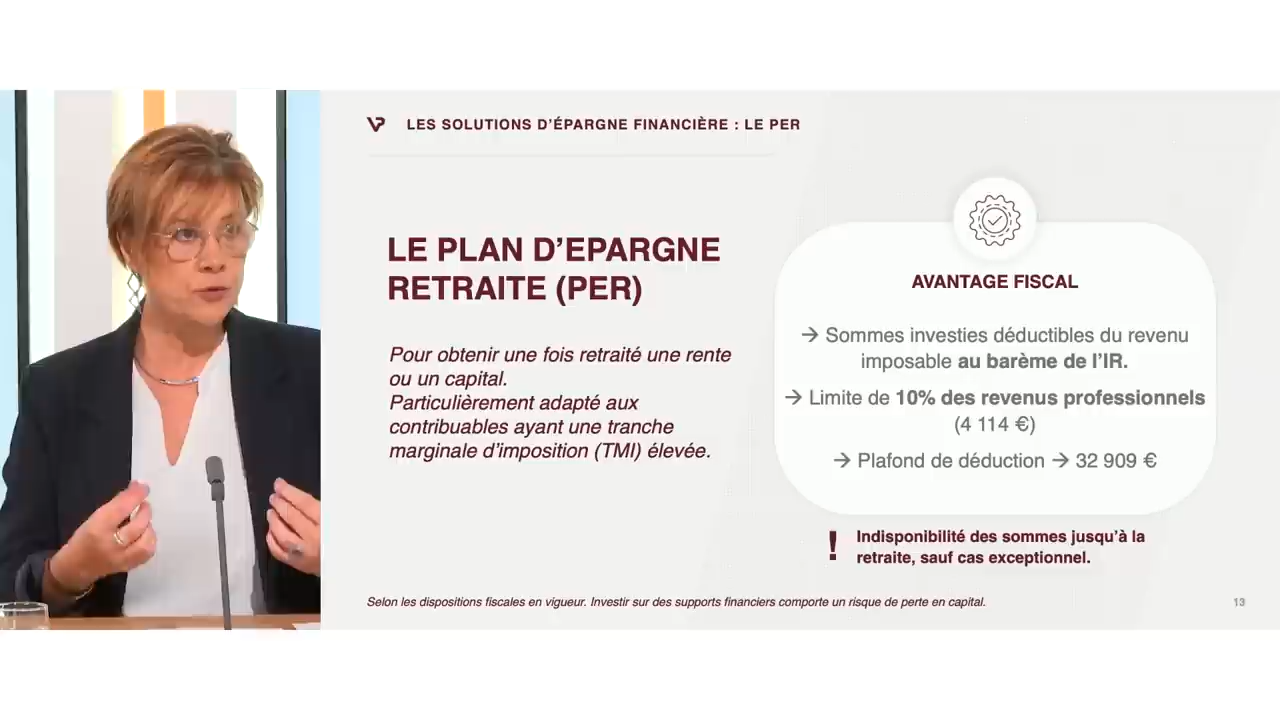 VP LES SOLUTIONS D'ÉPARGNE FINANCIÈRE : LE PER
LE PLAN D'EPARGNE
RETRAITE (PER)
Pour obtenir une fois retraité une rente
ou un capital.
Particulièrement adapté aux
contribuables ayant une tranche
marginale d'imposition (TMI) élevée.
AVANTAGE FISCAL
→ Sommes investies déductibles du revenu
imposable au barème de l'IR.
→ Limite de 10% des revenus professionnels
(4 114 €)
→ Plafond de déduction → 32 909 €
! Indisponibilité des sommes jusqu'à la
retraite, sauf cas exceptionnel.
Selon les dispositions fiscales en vigueur. Investir sur des supports financiers comporte un risque de perte en capital.
13